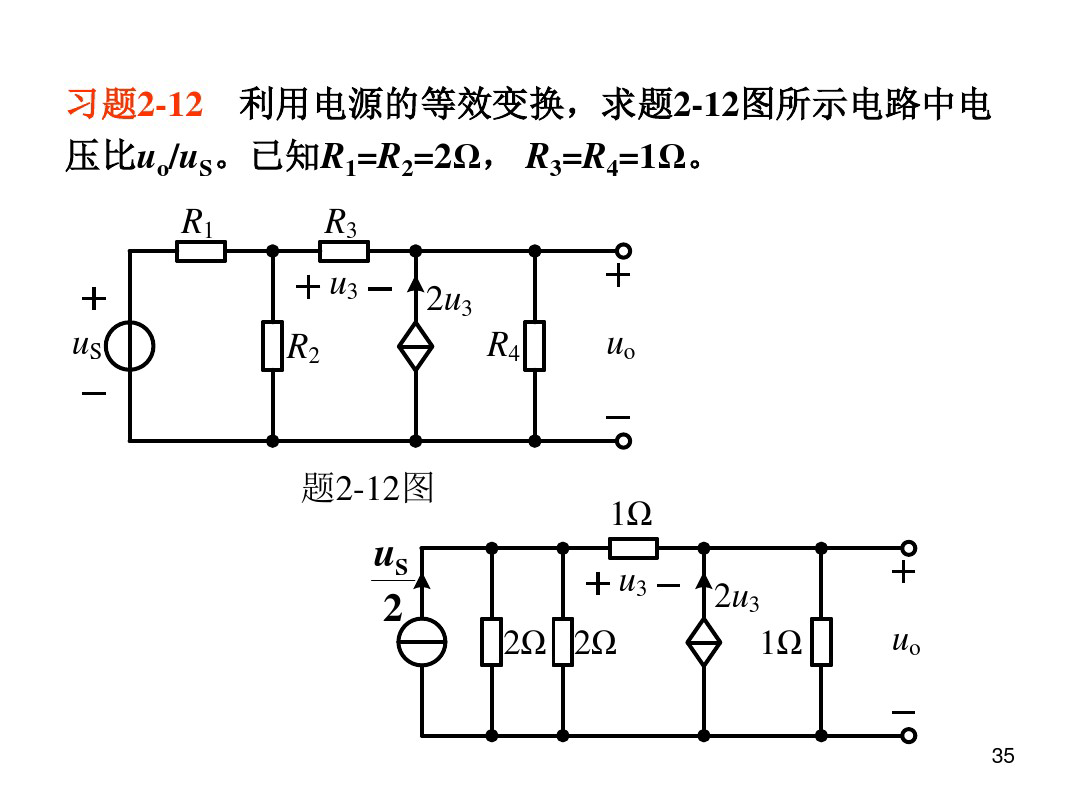 习题2-12 利用电源的等效变换，求题2-12图所示电路中电
压比uo/uS。已知R1=R2=2Ω， R3=R4=1Ω。
R1 R3
+ u3 − 2u3
+
uS
−
R2
R4
+
uo
−
题2-12图
1Ω
uS
2
+ u3 − 2u3
2Ω 2Ω
1Ω
+
uo
−
35